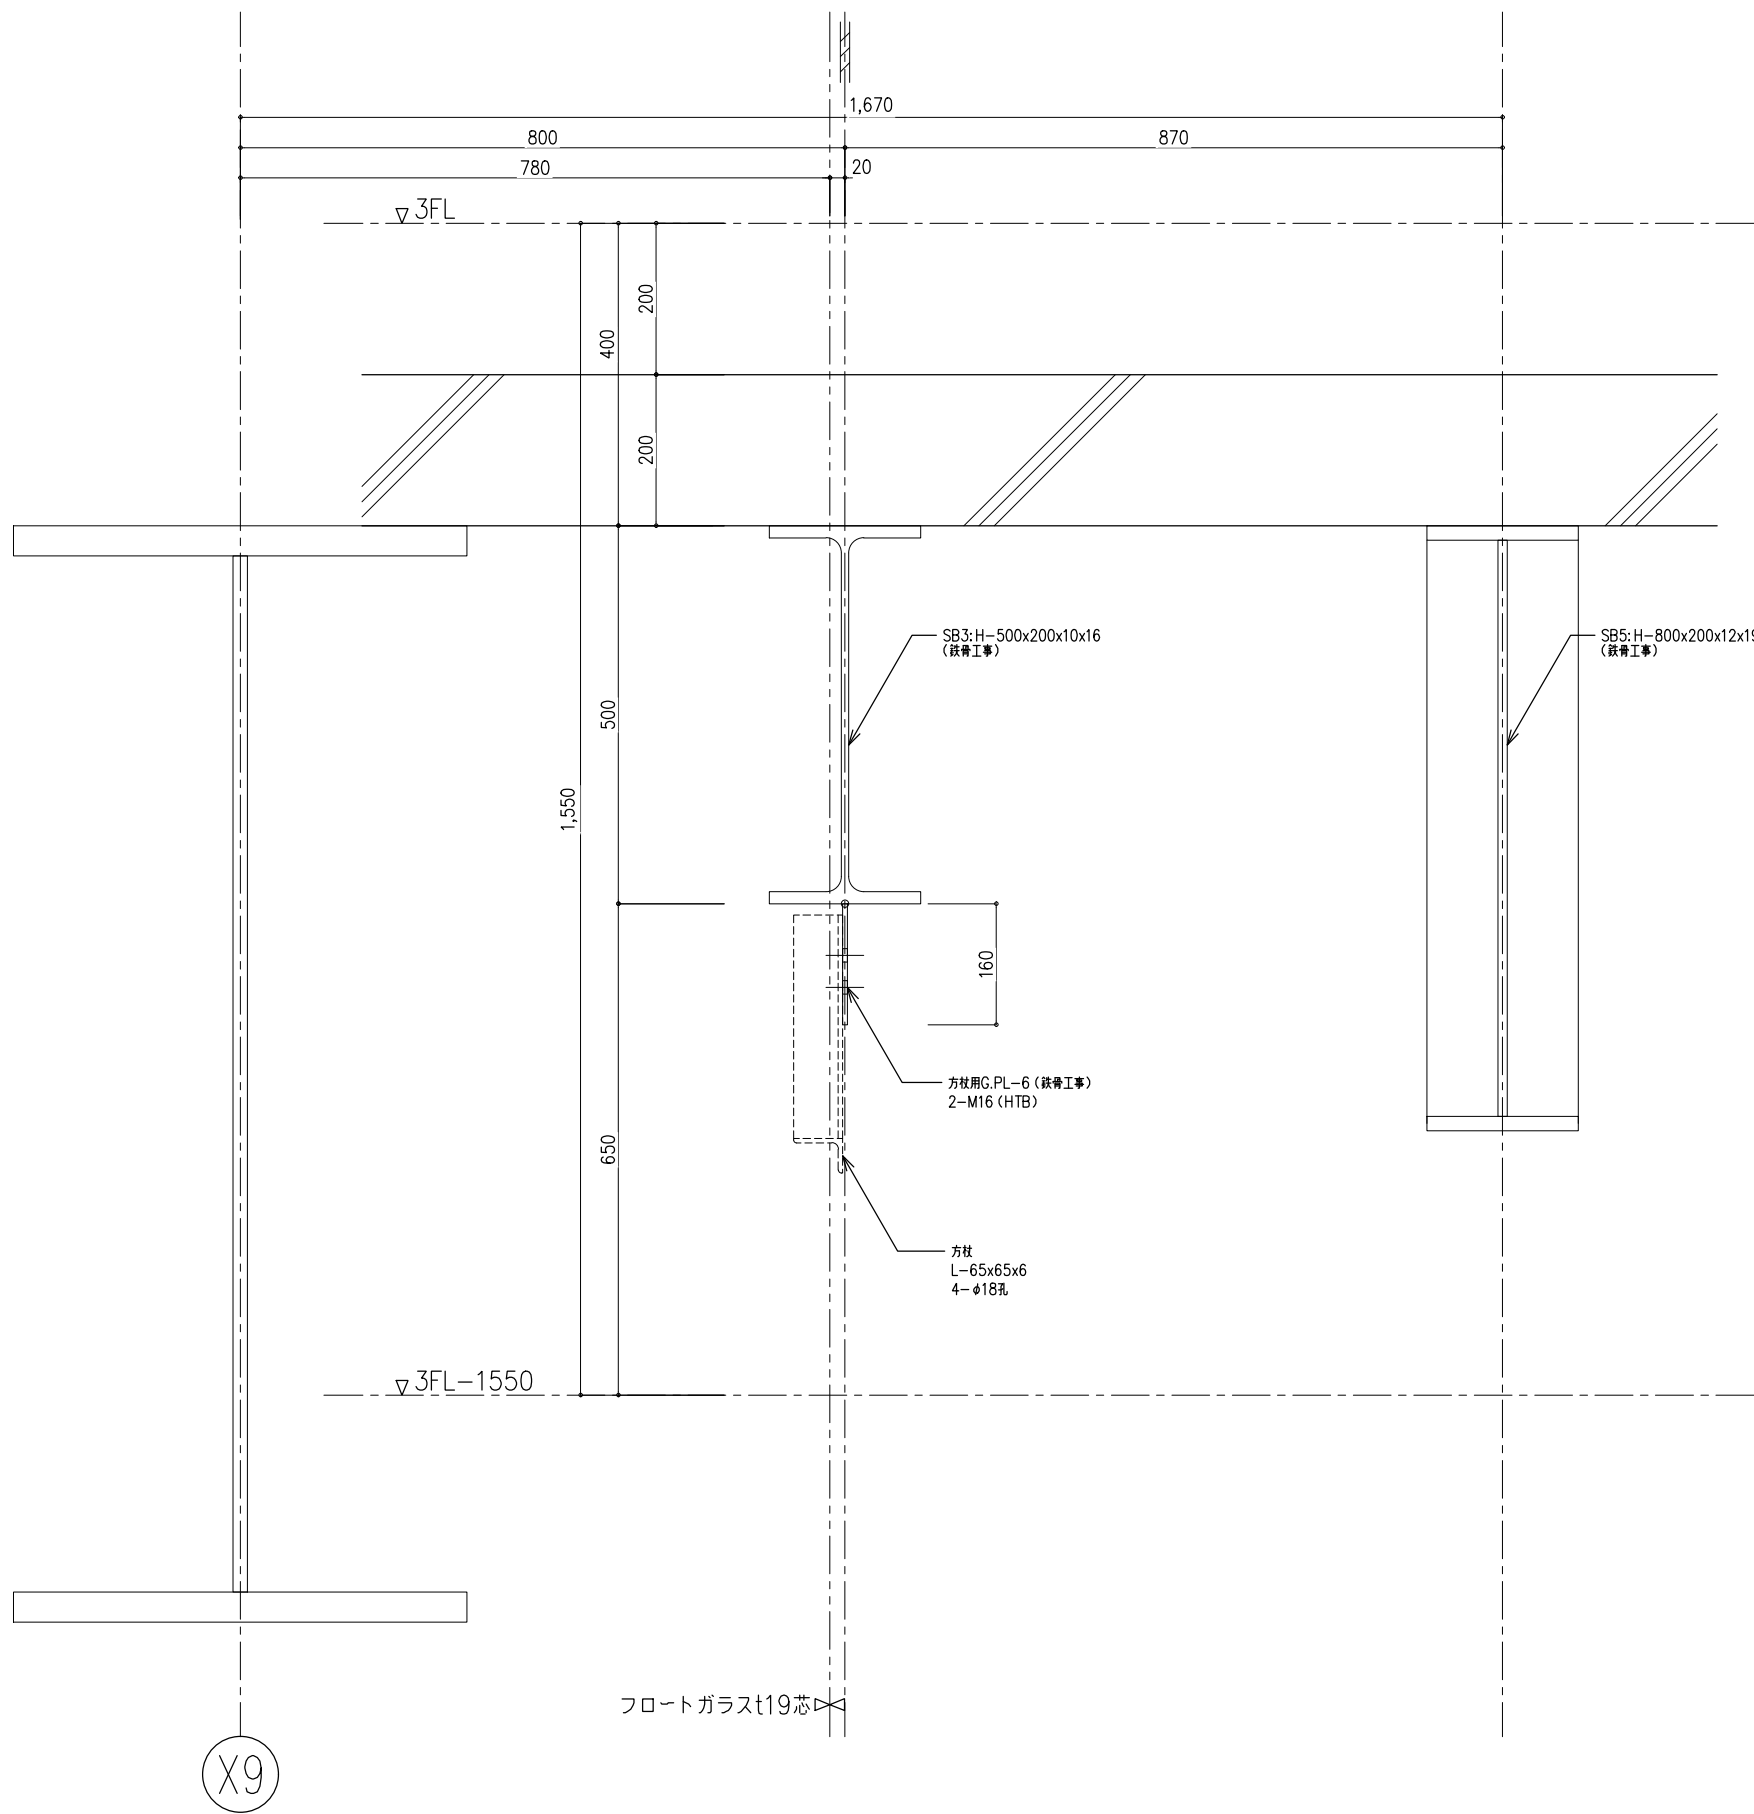 1,670
800
870
780
20
3FL
200
400
200
SB3:H-500x200x10x16
(鉄骨工事)
SB5:H-800x200x12x19
(鉄骨工事)
500
1,550
160
方杖用G.PL-6(鉄骨工事)
2-M16(HTB)
650
方杖
L-65x65x6
4-φ18孔
3FL-1550
フロートガラスt19芯
X9